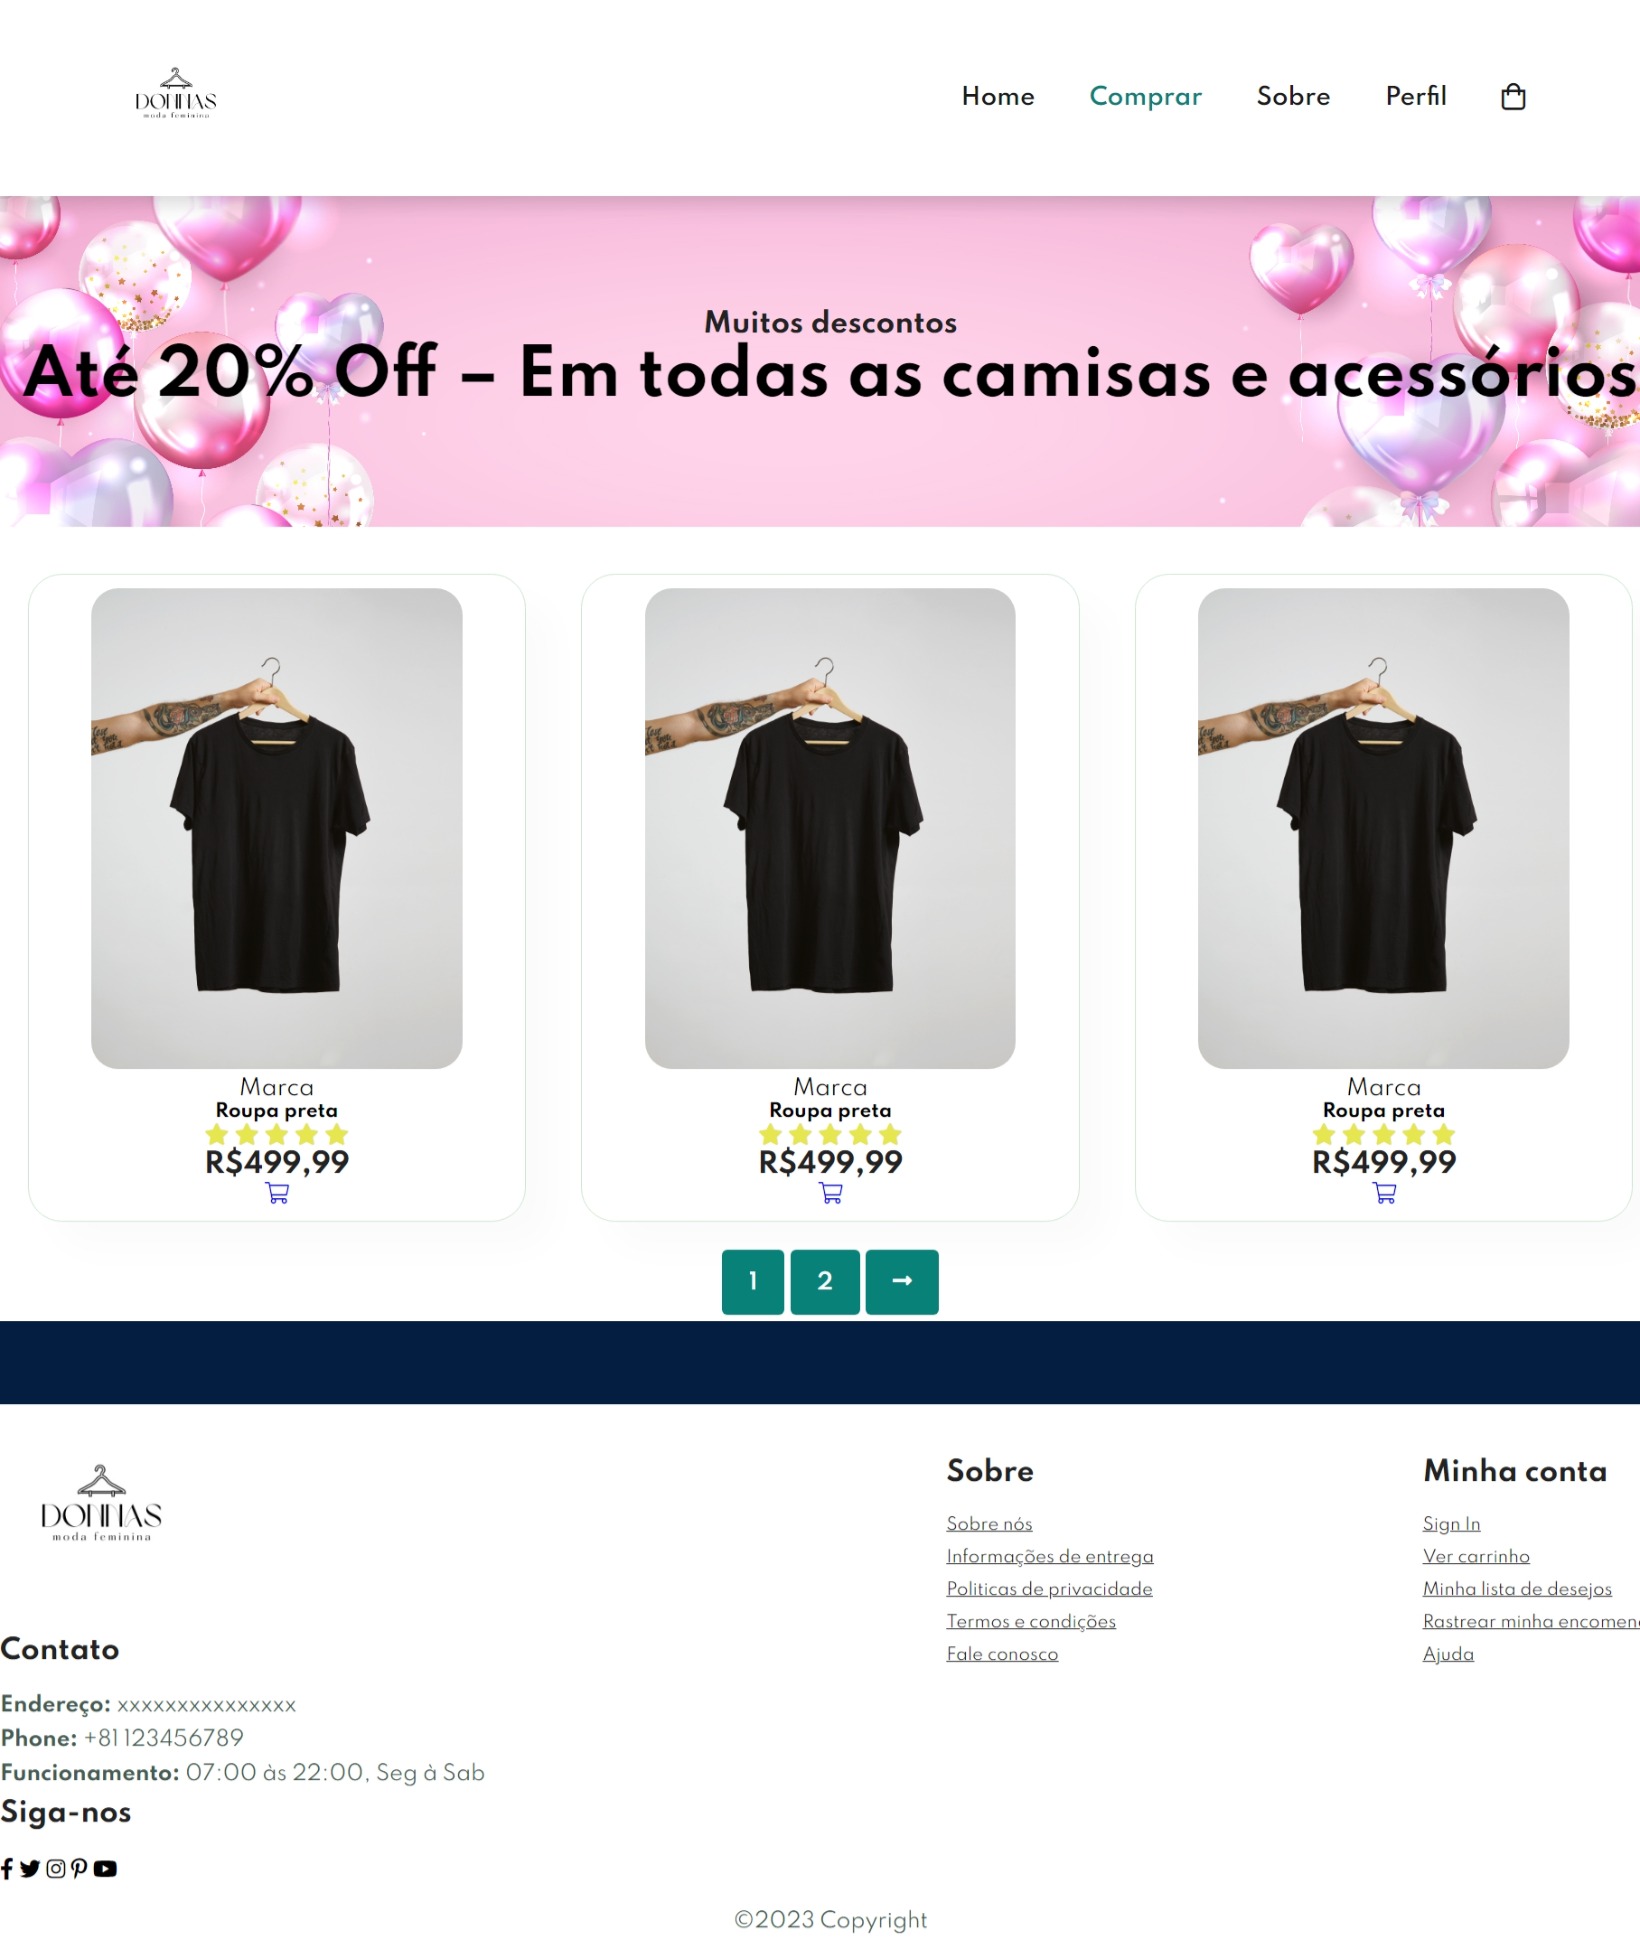 DONNAS
moda feminina
Home
Comprar
Sobre
Perfil
Muitos descontos
Até 20% Off – Em todas as camisas e acessórios
Marca
Roupa preta
R$499,99
Marca
Roupa preta
R$499,99
Marca
Roupa preta
R$499,99
1
2
→
DONNAS
moda feminina
Contato
Endereço: xxxxxxxxxxxxxxx
Phone: +81 123456789
Funcionamento: 07:00 às 22:00, Seg à Sab
Siga-nos
Sobre
Sobre nós
Informações de entrega
Politicas de privacidade
Termos e condições
Fale conosco
Minha conta
Sign In
Ver carrinho
Minha lista de desejos
Rastrear minha
Ajuda
©2023 Copyright